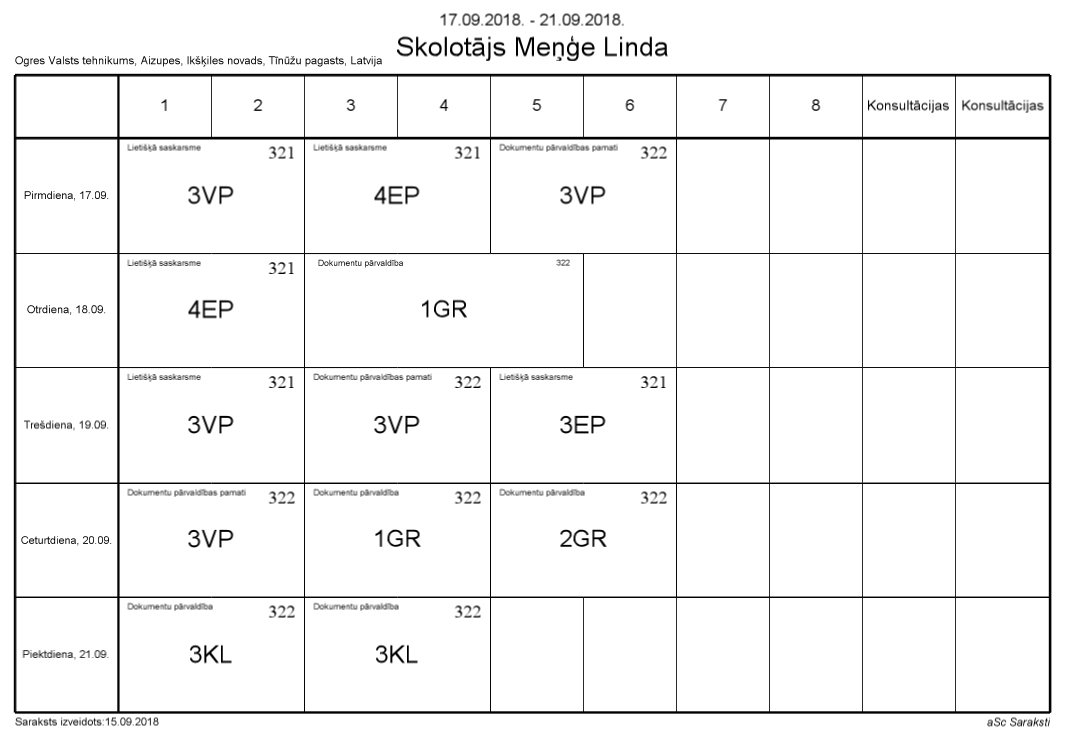 17.09.2018. - 21.09.2018.
Skolotājs Meņģe Linda
Ogres Valsts tehnikums, Aizupes, Ikšķiles novads, Tīnūžu pagasts, Latvija
1 2 3 4 5 6 7 8 Konsultācijas Konsultācijas
Lietišķā saskarsme 321 Lietišķā saskarsme 321 Dokumentu pārvaldības pamati 322
Pirmdiena, 17.09. 3VP 4EP 3VP
Lietišķā saskarsme 321 Dokumentu pārvaldība 322
Otrdiena, 18.09. 4EP 1GR
Lietišķā saskarsme 321 Dokumentu pārvaldības pamati 322 Lietišķā saskarsme 321
Trešdiena, 19.09. 3VP 3VP 3EP
Dokumentu pārvaldības pamati 322 Dokumentu pārvaldība 322 Dokumentu pārvaldība 322
Ceturtdiena, 20.09. 3VP 1GR 2GR
Dokumentu pārvaldība 322 Dokumentu pārvaldība 322
Piektdiena, 21.09. 3KL 3KL
Saraksts izveidots:15.09.2018 aSc Saraksti